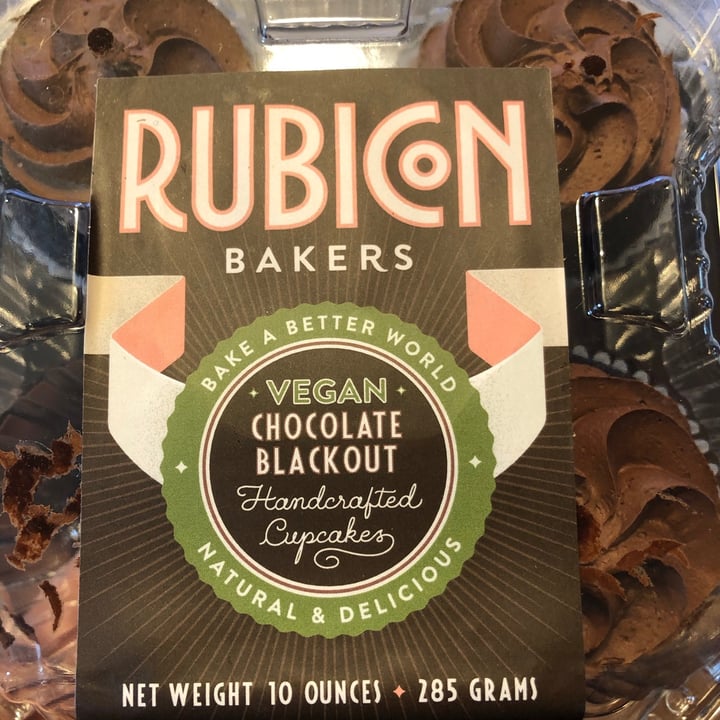 RUBICON
BAKERS
BAKE A BETTER WORLD
VEGAN
CHOCOLATE
BLACKOUT
Handcrafted
Cupcakes
NATURAL & DELICIOUS
NET WEIGHT 10 OUNCES ✦ 285 GRAMS